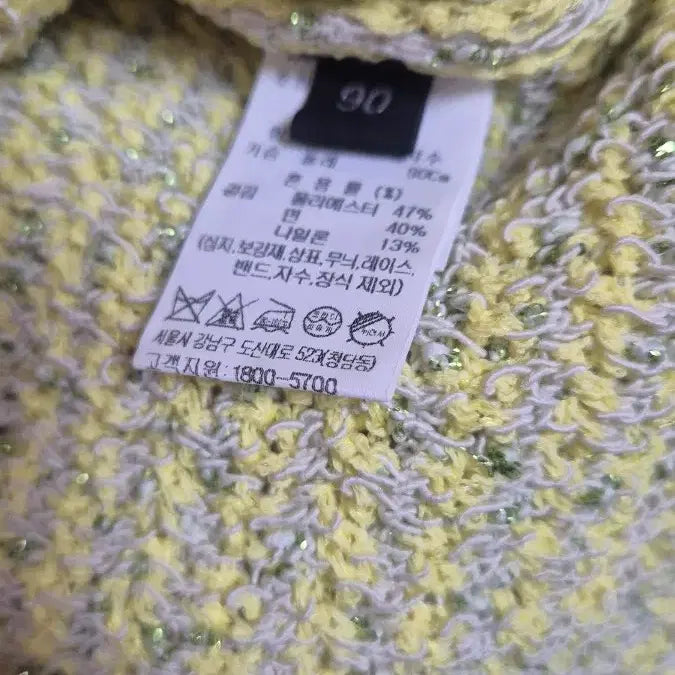 90
가슴 둘레
90Cm
혼 용 률 (%)
겉감 폴리에스터 47%
면 40%
나일론 13%
(심지,보강재,상표,무늬,레이스,
밴드,자수,장식 제외)
서울시 강남구 도산대로 523(청담동)
고객지원: 1800-5700